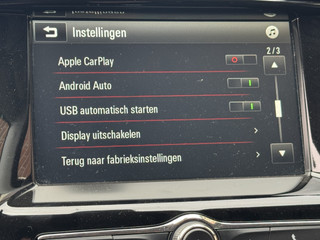 Instellingen
2/3
Apple CarPlay
Android Auto
USB automatisch starten
Display uitschakelen
Terug naar fabrieksinstellingen